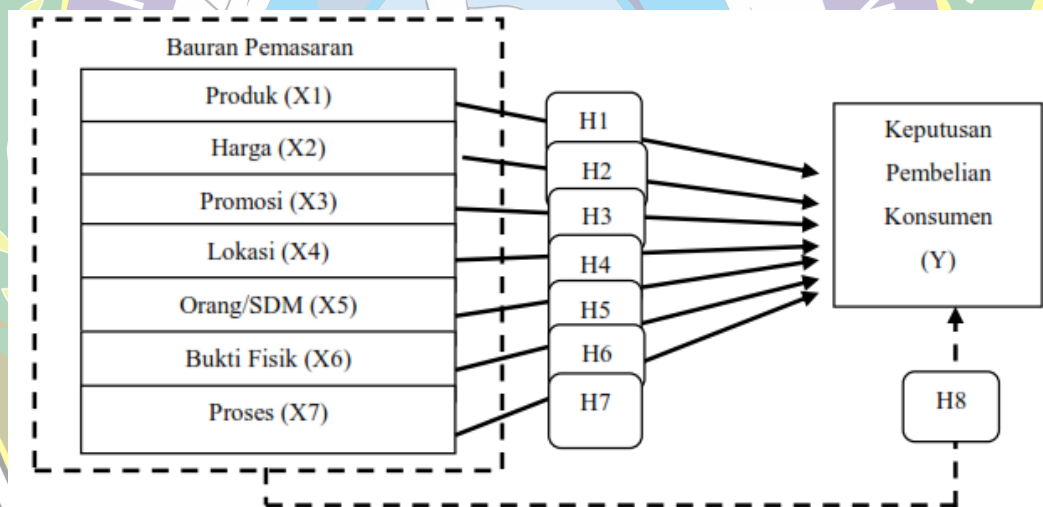 Bauran Pemasaran
Produk (X1)
Harga (X2)
Promosi (X3)
Lokasi (X4)
Orang/SDM (X5)
Bukti Fisik (X6)
Proses (X7)
H1
H2
H3
H4
H5
H6
H7
Keputusan
Pembelian
Konsumen
(Y)
H8